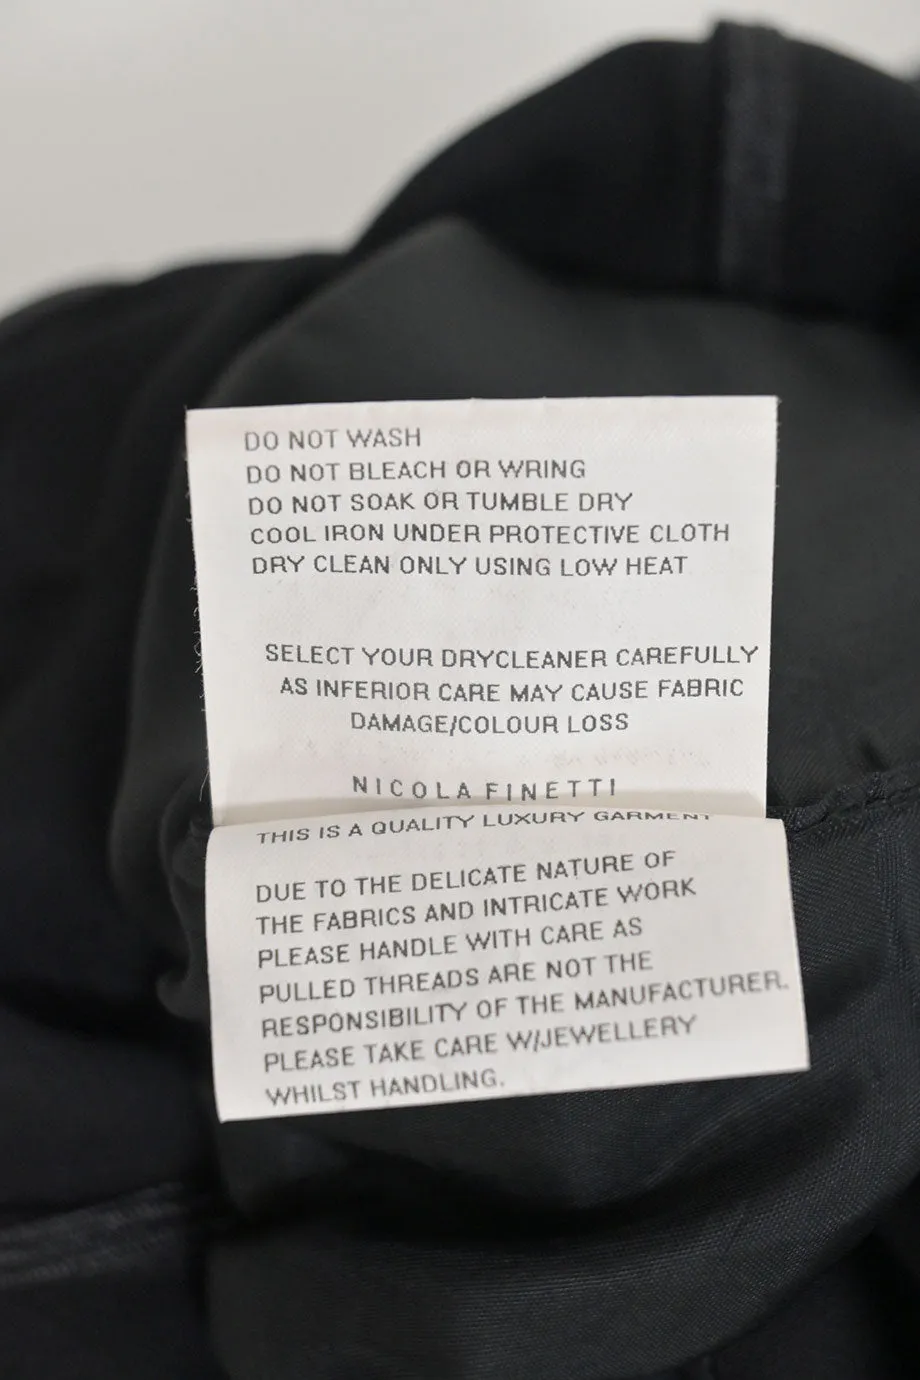 DO NOT WASH
DO NOT BLEACH OR WRING
DO NOT SOAK OR TUMBLE DRY
COOL IRON UNDER PROTECTIVE CLOTH
DRY CLEAN ONLY USING LOW HEAT
SELECT YOUR DRYCLEANER CAREFULLY
AS INFERIOR CARE MAY CAUSE FABRIC
DAMAGE/COLOUR LOSS
NICOLA FINETTI
THIS IS A QUALITY LUXURY GARMENT
DUE TO THE DELICATE NATURE OF
THE FABRICS AND INTRICATE WORK
PLEASE HANDLE WITH CARE AS
PULLED THREADS ARE NOT THE
RESPONSIBILITY OF THE MANUFACTURER.
PLEASE TAKE CARE W/JEWELLERY
WHILST HANDLING.